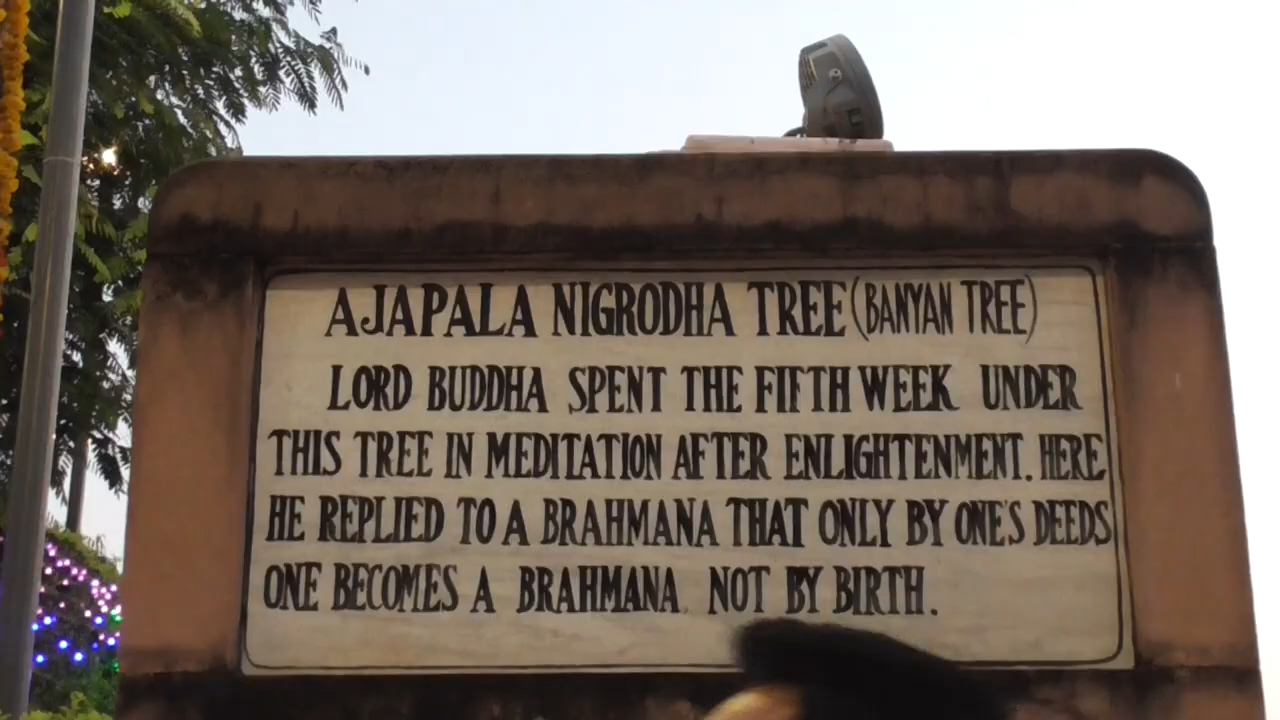 AJAPALA NIGRODHA TREE (BANYAN TREE)
LORD BUDDHA SPENT THE FIFTH WEEK UNDER
THIS TREE IN MEDITATION AFTER ENLIGHTENMENT. HERE
HE REPLIED TO A BRAHMANA THAT ONLY BY ONE'S DEEDS
ONE BECOMES A BRAHMANA NOT BY BIRTH.